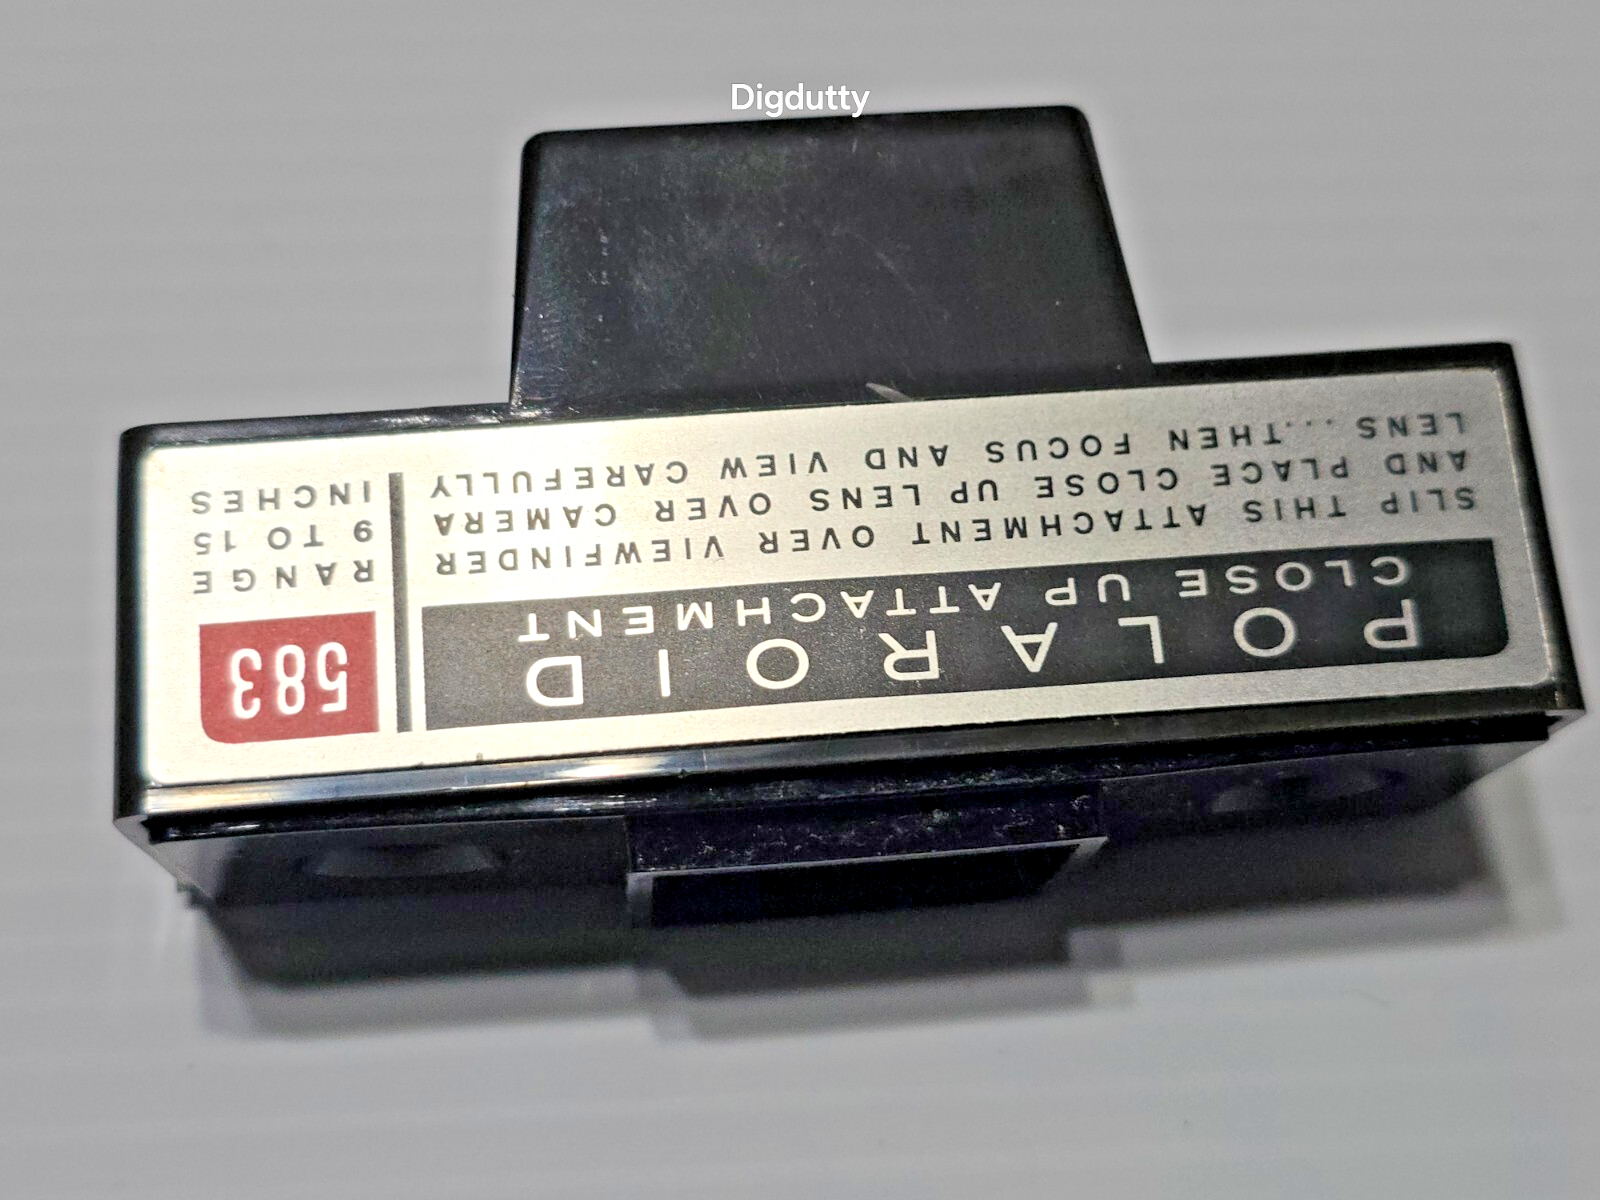 Digdutty
POLAROID
CLOSE UP ATTACHMENT
SLIP THIS ATTACHMENT OVER VIEWFINDER
AND PLACE CLOSE UP LENS OVER CAMERA
LENS...THEN FOCUS AND VIEW CAREFULLY
583
RANGE
9 TO 15
INCHES